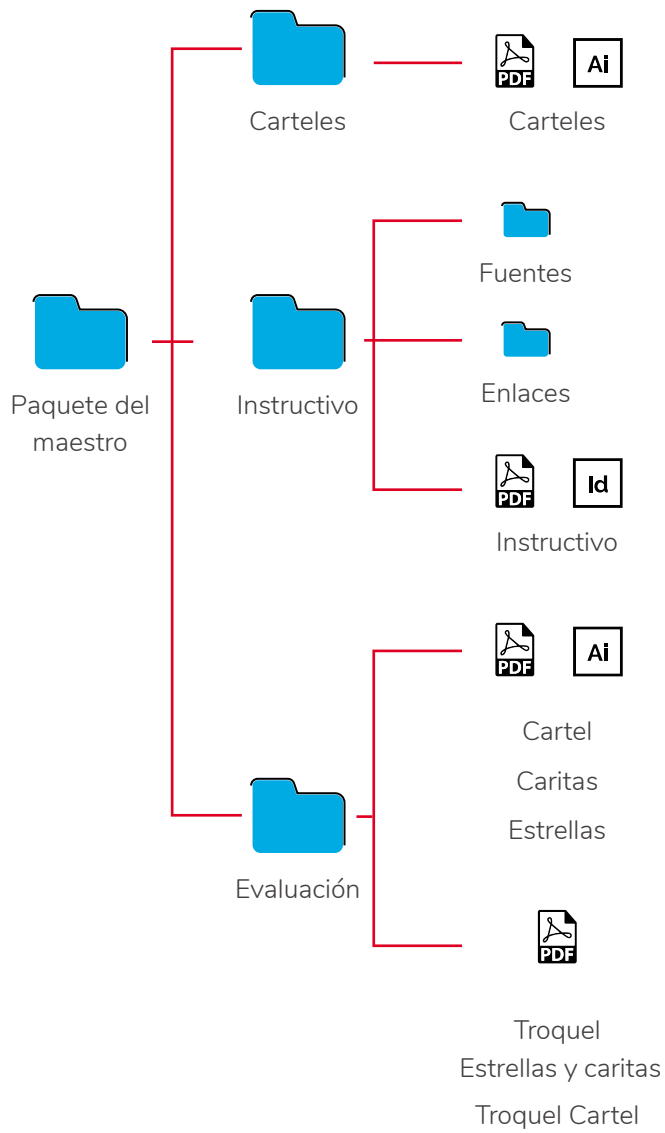 PDF
Ai
Carteles
Carteles
Fuentes
Paquete del
maestro
Instructivo
Enlaces
PDF
Id
Instructivo
PDF
Ai
Cartel
Caritas
Estrellas
Evaluación
PDF
Troquel
Estrellas y caritas
Troquel Cartel